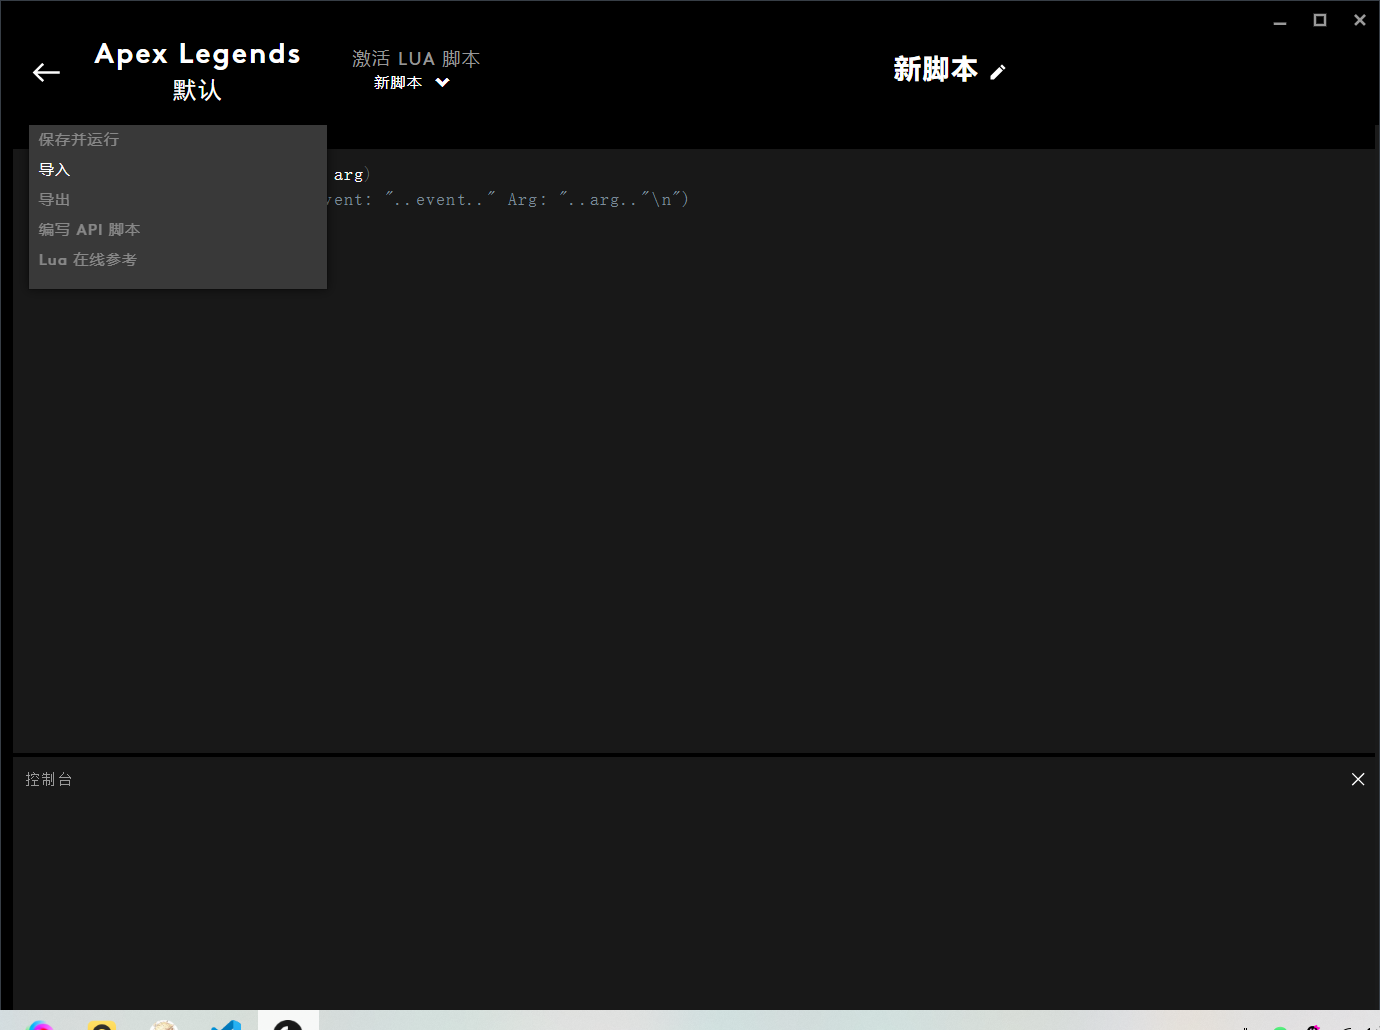 Apex Legends
默认
激活 LUA 脚本
新脚本
新脚本
保存并运行
导入
导出
编写 API 脚本
Lua 在线参考
arg)
vent: "..event.." Arg: "..arg.."\n")
控制台